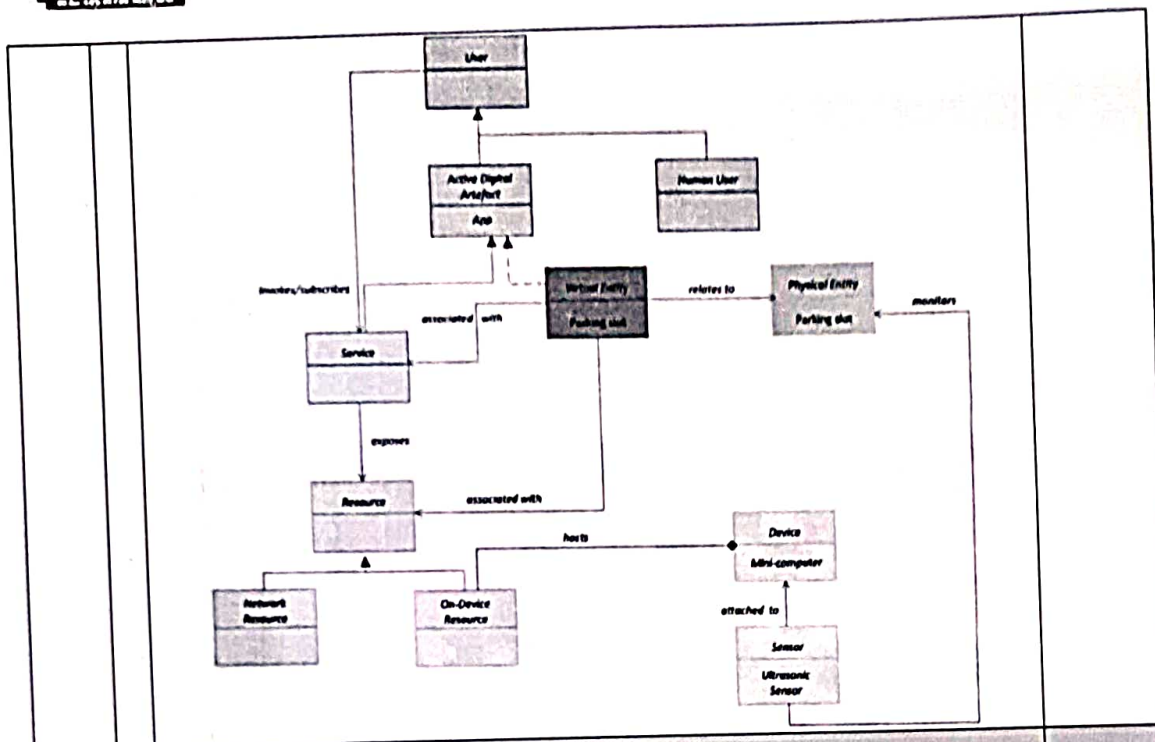 User
Active Digital
Artefact
App
Human User
Invokes/subscribes
associated with
Virtual Entity
Parking slot
relates to
Physical Entity
Parking slot
monitors
Service
exposes
Resource
associated with
hosts
Device
Mini-computer
Network
Resource
On-Device
Resource
attached to
Sensor
Ultrasonic
Sensor